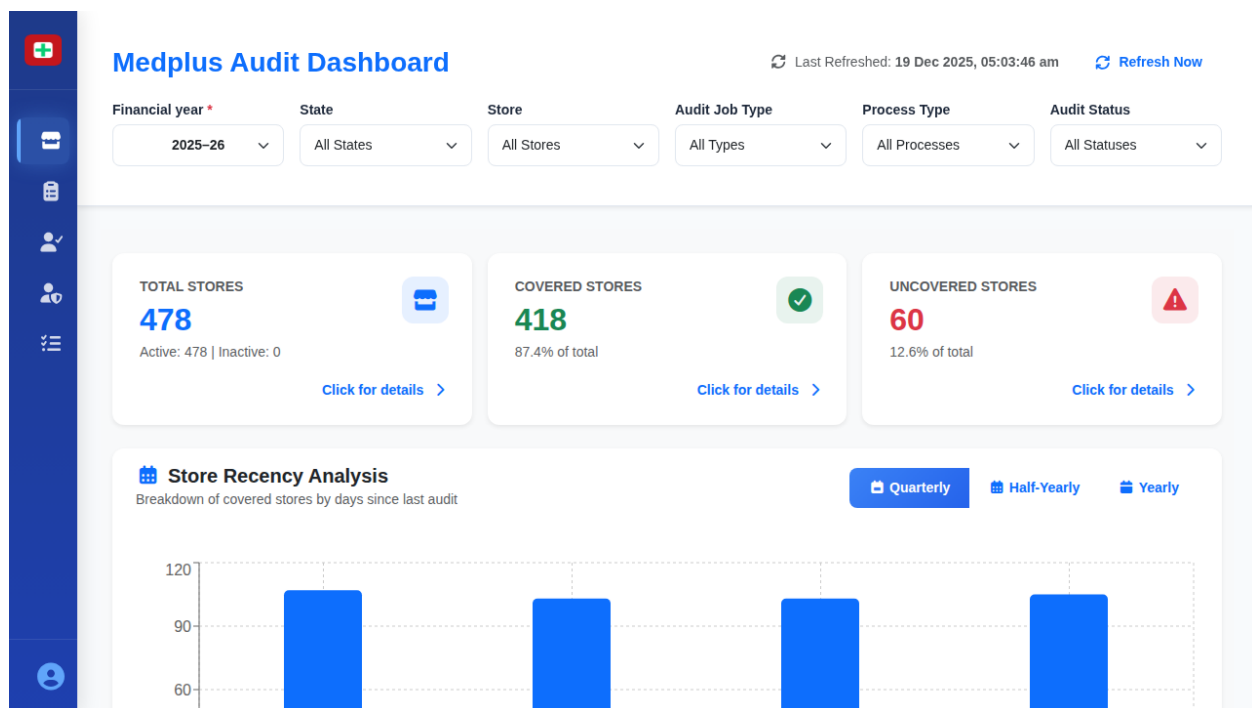 Medplus Audit Dashboard
Last Refreshed: 19 Dec 2025, 05:03:46 am
Refresh Now
Financial year *
State
Store
Audit Job Type
Process Type
Audit Status
2025–26
All States
All Stores
All Types
All Processes
All Statuses
TOTAL STORES
478
Active: 478 | Inactive: 0
Click for details
COVERED STORES
418
87.4% of total
Click for details
UNCOVERED STORES
60
12.6% of total
Click for details
Store Recency Analysis
Breakdown of covered stores by days since last audit
Quarterly
Half-Yearly
Yearly
120
90
60